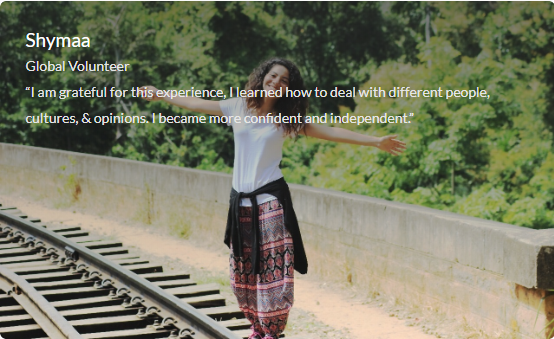 Shymaa
Global Volunteer
“I am grateful for this experience, I learned how to deal with different people,
cultures, & opinions. I became more confident and independent.”